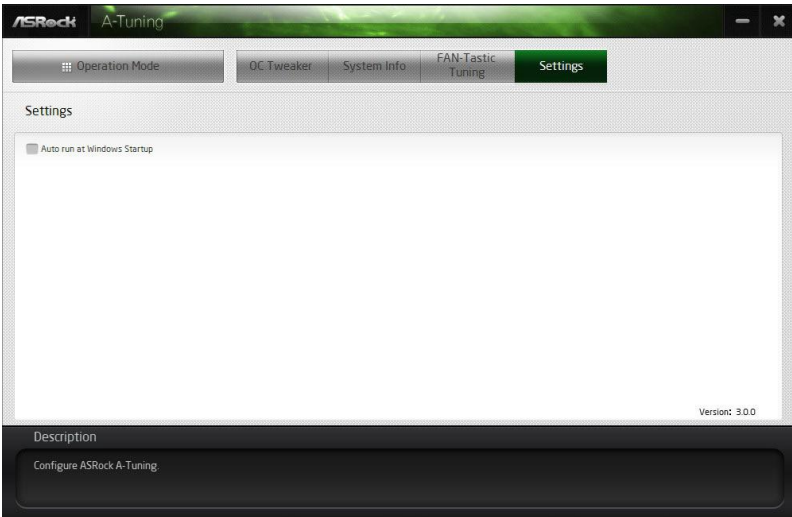 ASRock A-Tuning
Operation Mode
OC Tweaker
System Info
FAN-Tastic
Tuning
Settings
Settings
Auto run at Windows Startup
Version: 3.0.0
Description
Configure ASRock A-Tuning.